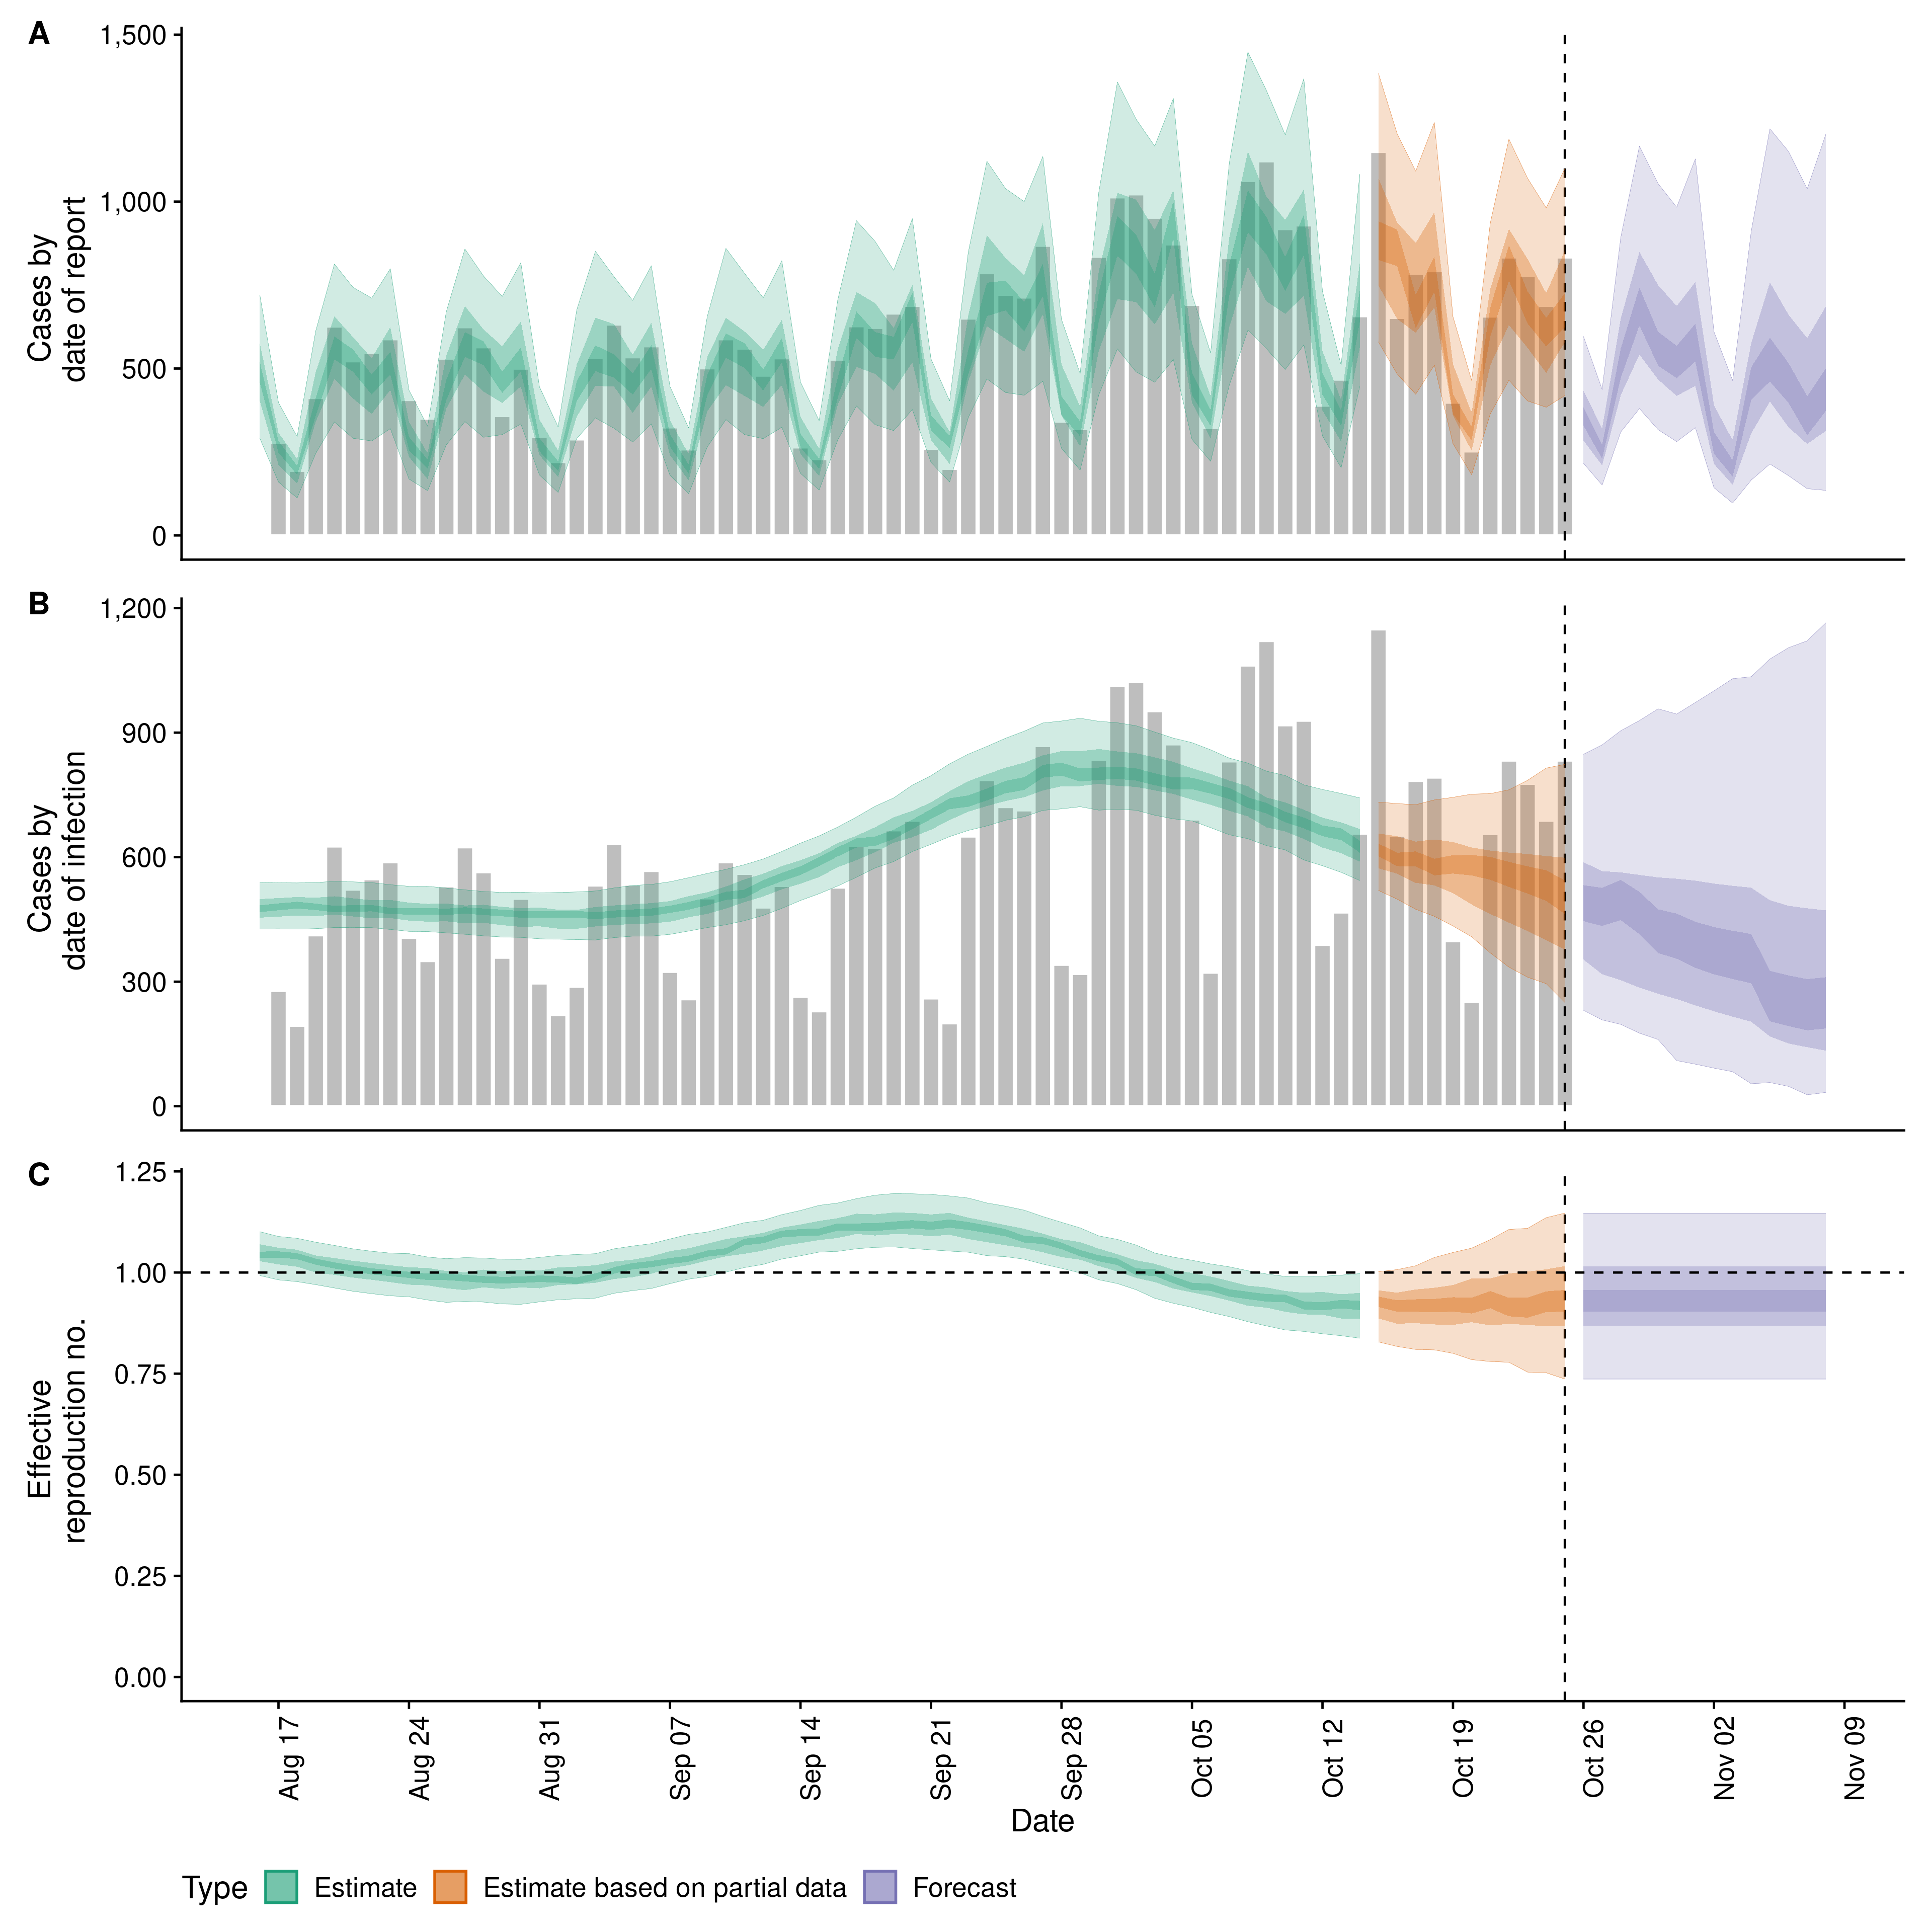 A
1,500
1,000
500
0
Cases by
date of report
B
1,200
900
600
300
0
Cases by
date of infection
C
1.25
1.00
0.75
0.50
0.25
0.00
Effective
reproduction no.
Aug 17
Aug 24
Aug 31
Sep 07
Sep 14
Sep 21
Sep 28
Oct 05
Oct 12
Oct 19
Oct 26
Nov 02
Nov 09
Date
Type Estimate Estimate based on partial data Forecast